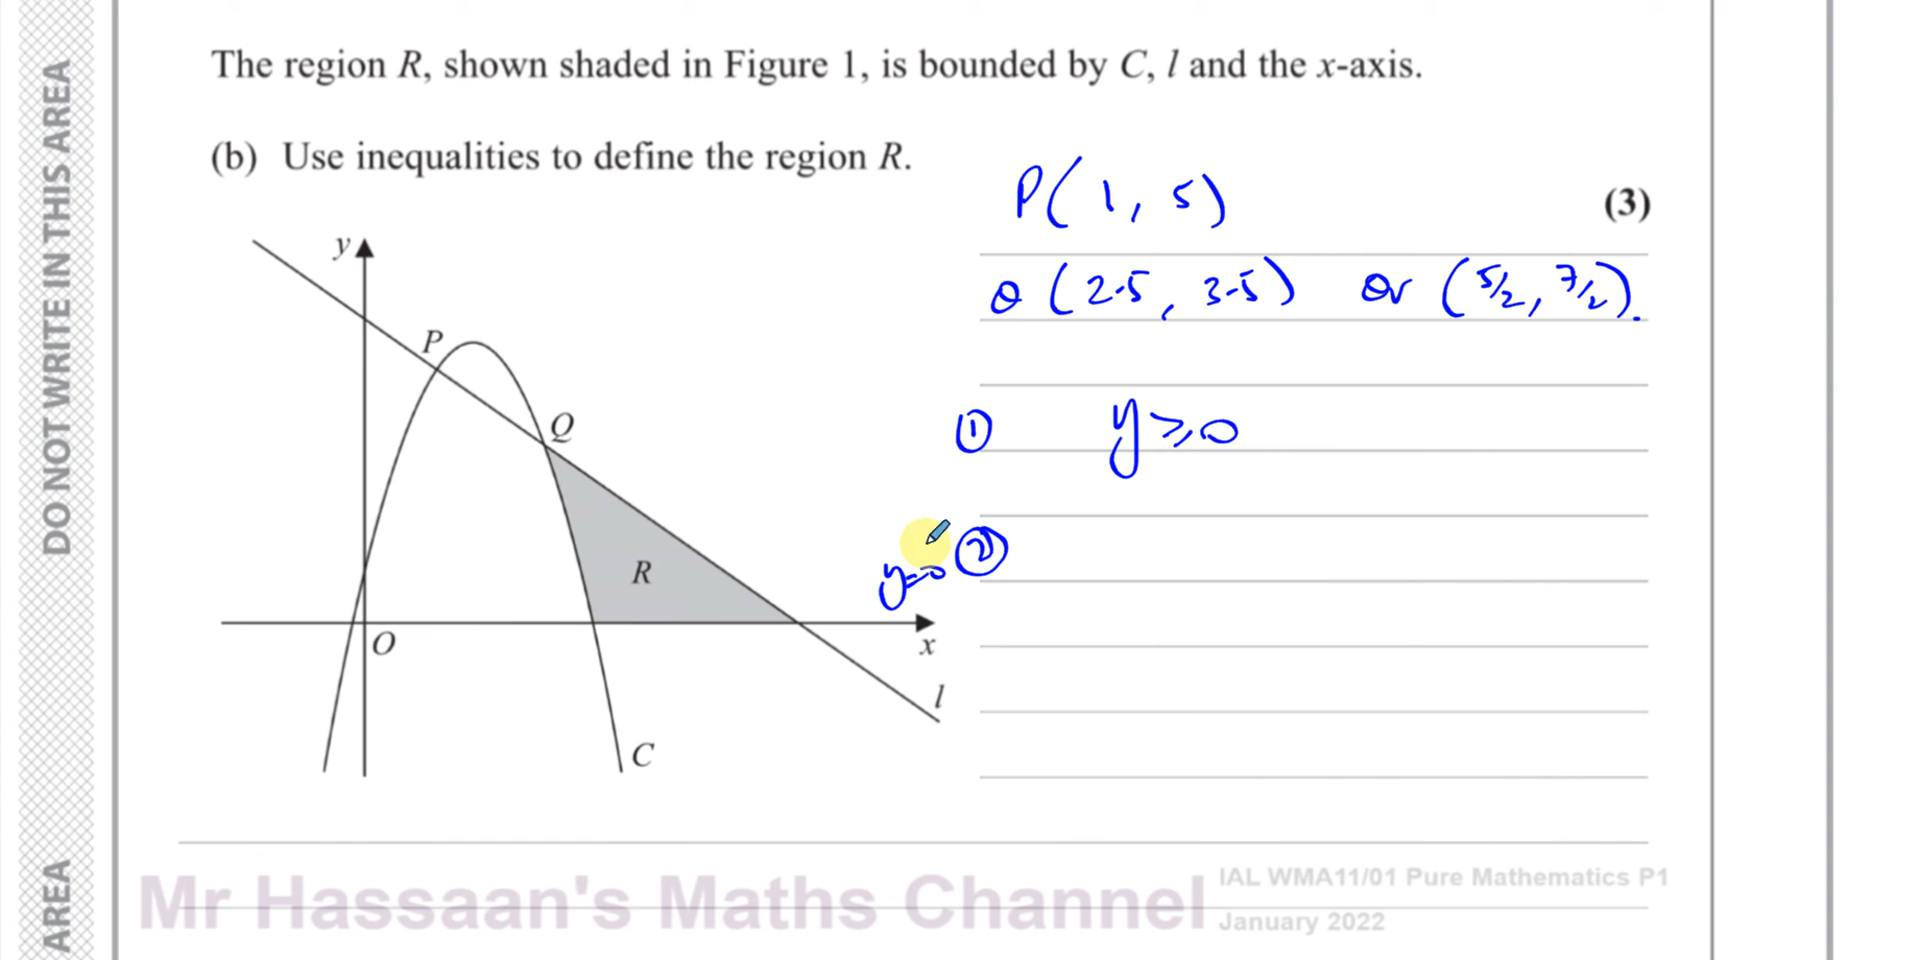 DO NOT WRITE IN THIS AREA
AREA
The region R, shown shaded in Figure 1, is bounded by C, l and the x-axis.
(b) Use inequalities to define the region R.
(3)
P(1, 5)
Q (2.5, 3.5) or (5/2, 7/2).
① y ≥ 0
② 
y=0
y
P
Q
R
O
x
l
C
Mr Hassaan's Maths Channel
IAL WMA11/01 Pure Mathematics P1
January 2022